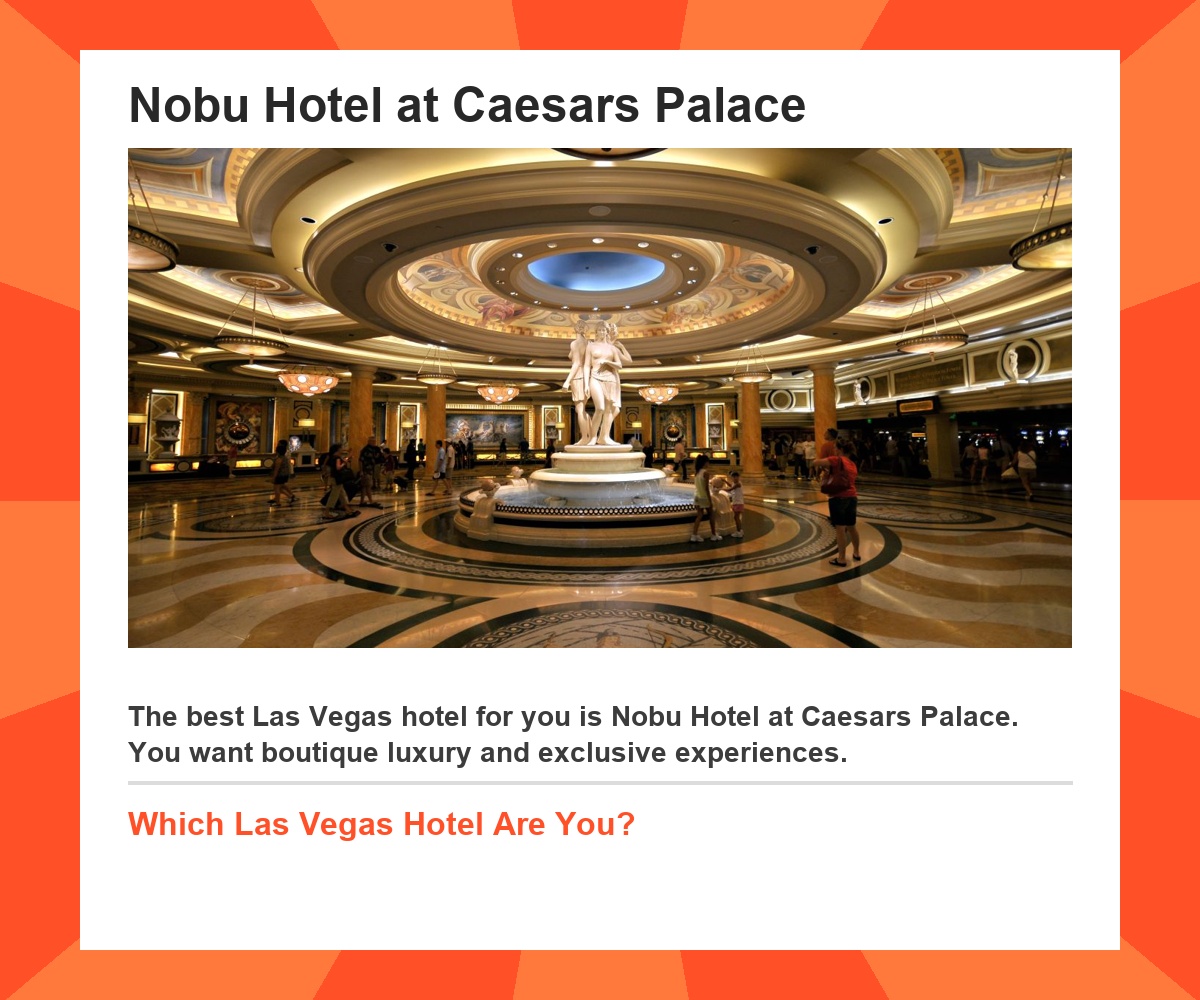 Nobu Hotel at Caesars Palace
The best Las Vegas hotel for you is Nobu Hotel at Caesars Palace.
You want boutique luxury and exclusive experiences.
Which Las Vegas Hotel Are You?